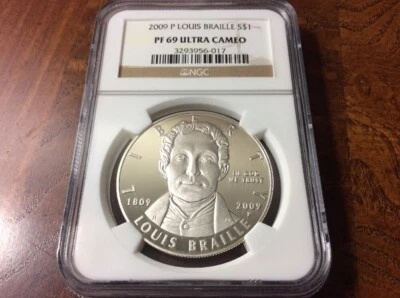 2009 P LOUIS BRAILLE S$1
PF 69 ULTRA CAMEO
3293956-017
NGC
LIBERTY
IN GOD
WE TRUST
1809
2009
LOUIS BRAILLE